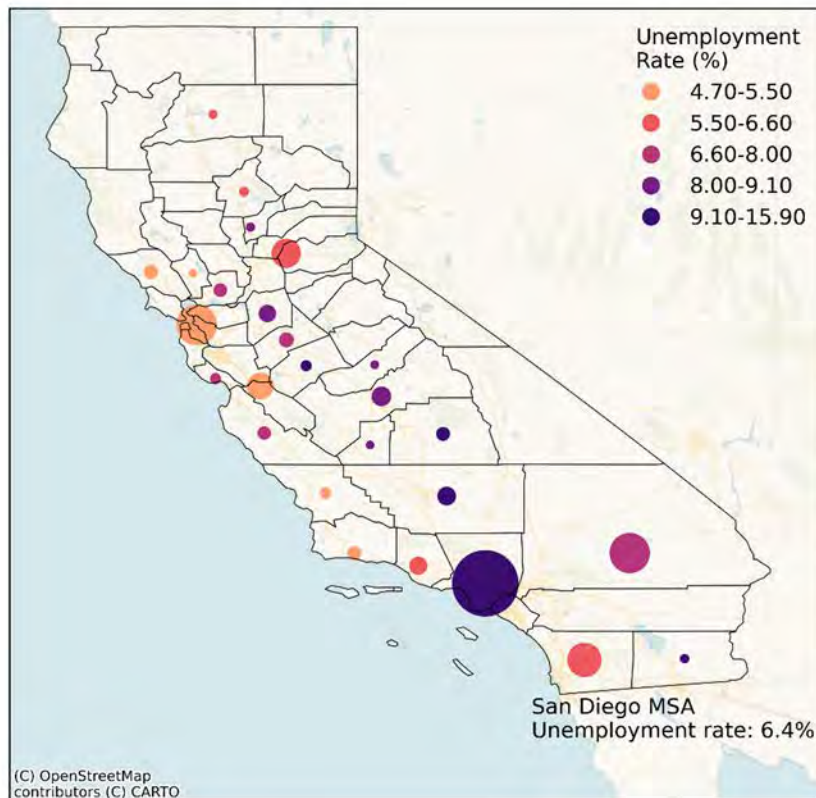 Unemployment
Rate (%)
4.70-5.50
5.50-6.60
6.60-8.00
8.00-9.10
9.10-15.90
San Diego MSA
Unemployment rate: 6.4%
(C) OpenStreetMap
contributors (C) CARTO